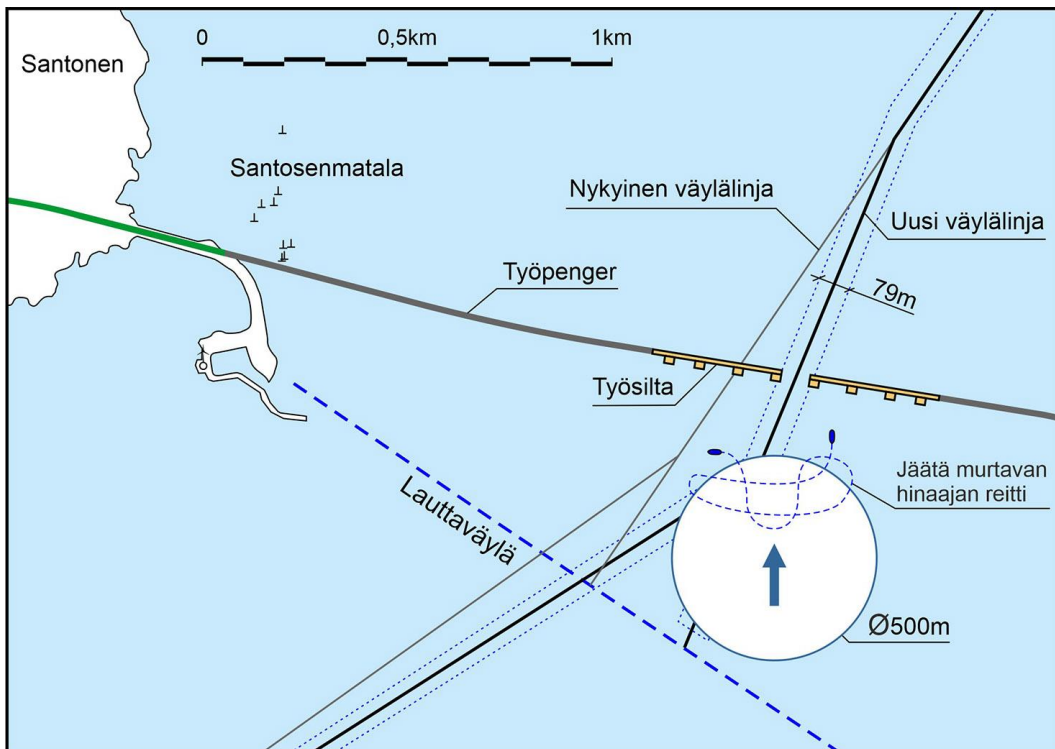 Santonen
0 0,5km 1km
Santosenmatala
Nykyinen väylälinja
Uusi väylälinja
Työpenger
79m
Työsilta
Lauttaväylä
Jäätä murtavan
hinaajan reitti
Ø500m